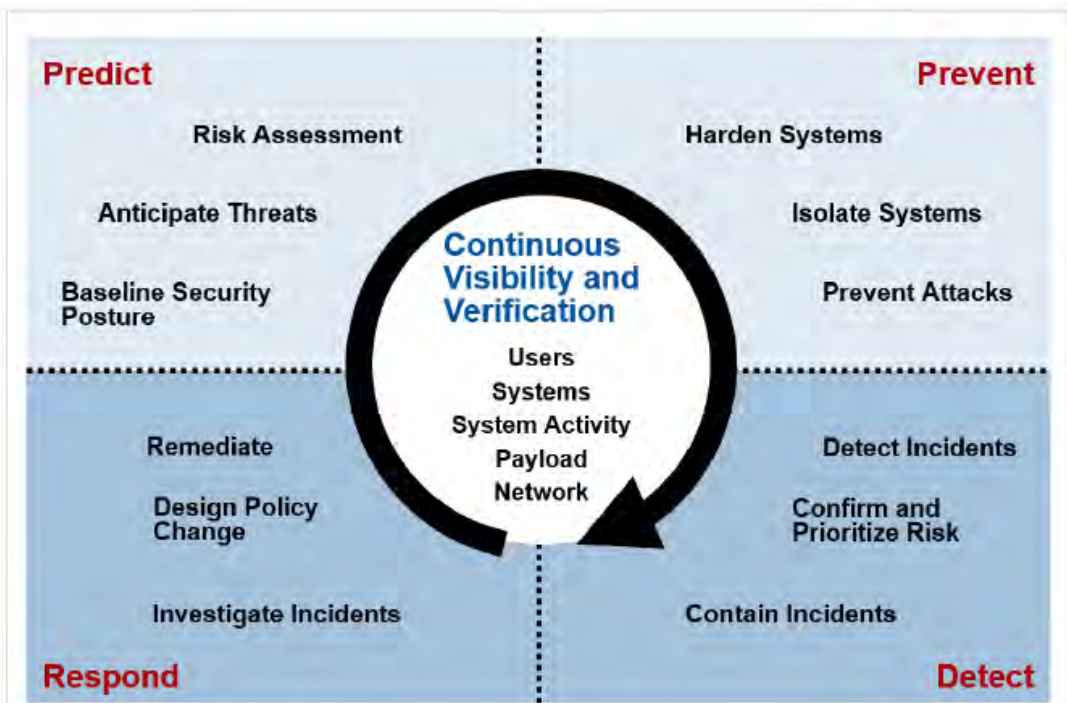 Predict
Risk Assessment
Anticipate Threats
Baseline Security
Posture
Prevent
Harden Systems
Isolate Systems
Prevent Attacks
Continuous
Visibility and
Verification
Users
Systems
System Activity
Payload
Network
Remediate
Design Policy
Change
Investigate Incidents
Respond
Detect Incidents
Confirm and
Prioritize Risk
Contain Incidents
Detect